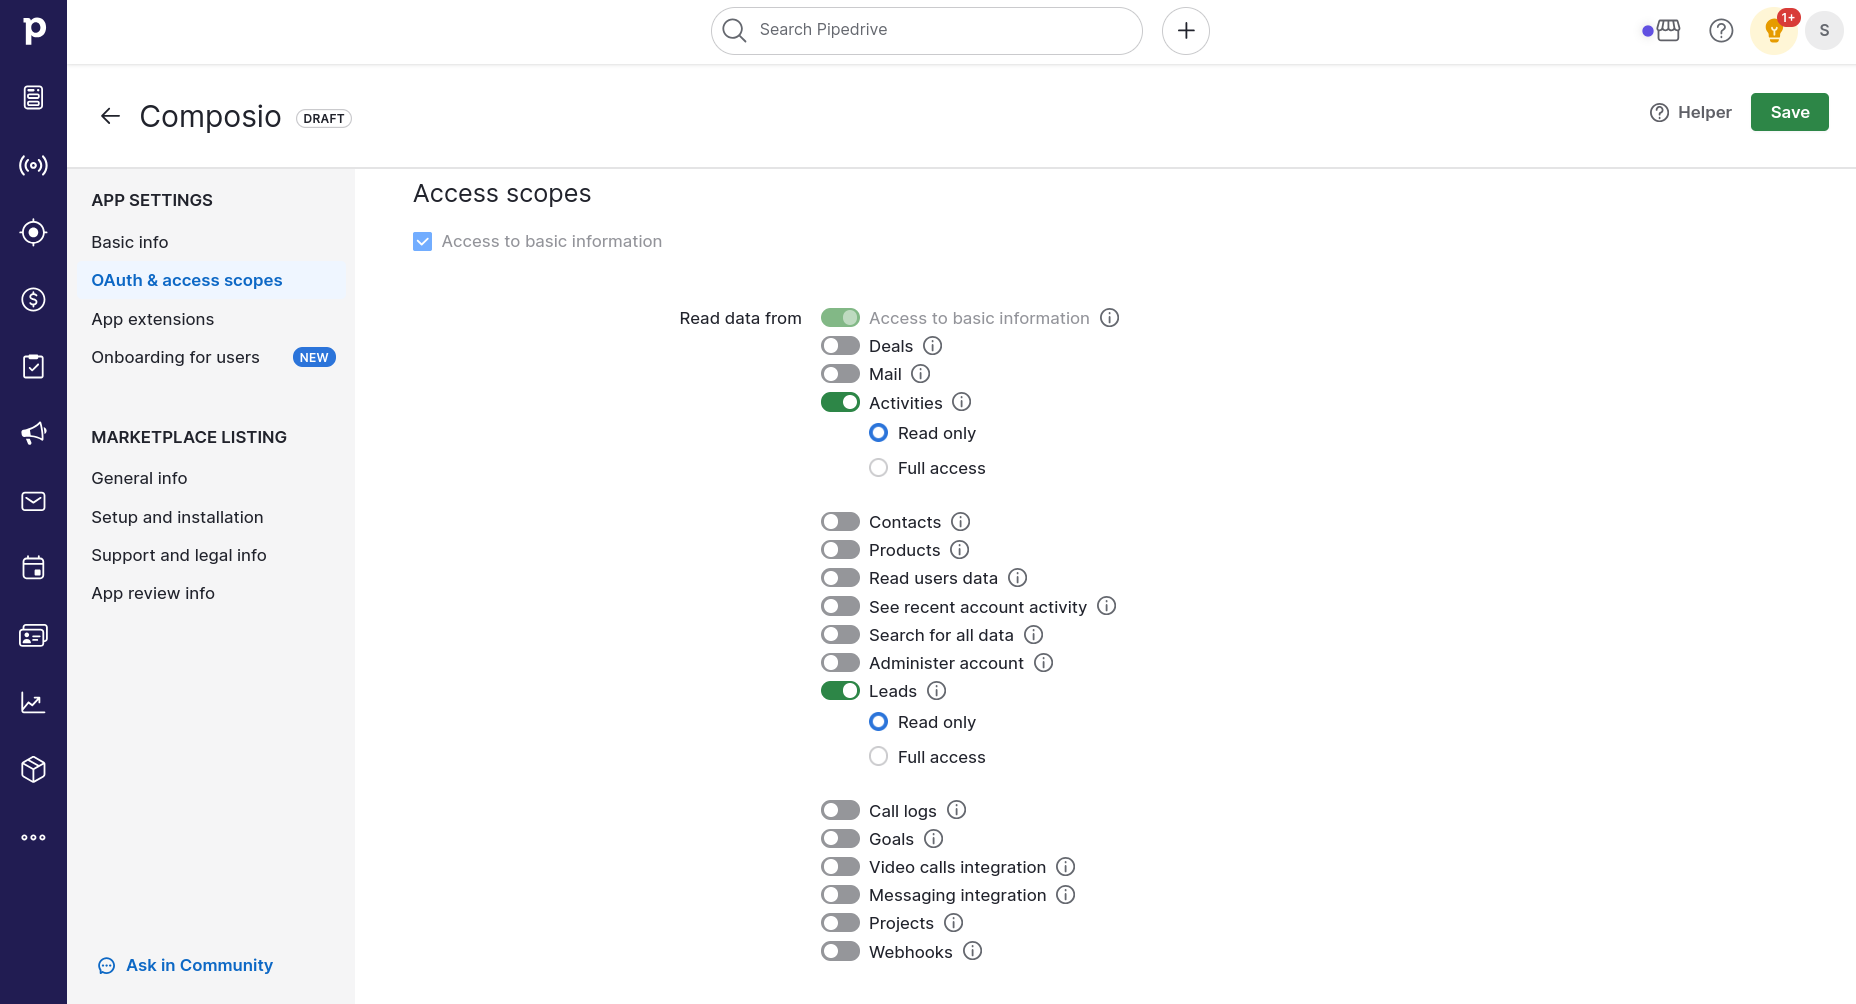 p
Search Pipedrive
1+
S
Composio
DRAFT
Helper
Save
APP SETTINGS
Basic info
OAuth & access scopes
App extensions
Onboarding for users
NEW
MARKETPLACE LISTING
General info
Setup and installation
Support and legal info
App review info
Ask in Community
Access scopes
Access to basic information
Read data from
Access to basic information
Deals
Mail
Activities
Read only
Full access
Contacts
Products
Read users data
See recent account activity
Search for all data
Administer account
Leads
Read only
Full access
Call logs
Goals
Video calls integration
Messaging integration
Projects
Webhooks